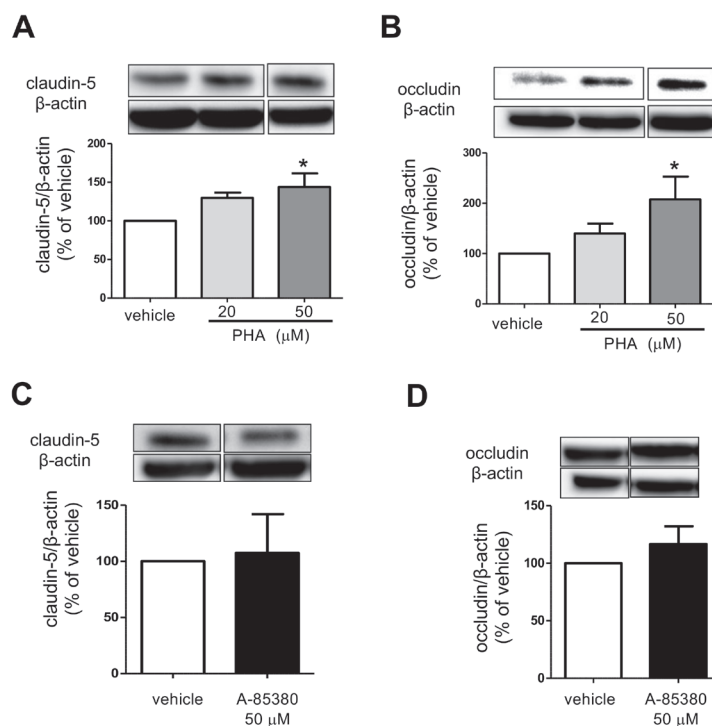 A
claudin-5
β-actin
claudin-5/β-actin
(% of vehicle)
200
150
100
50
0
*
vehicle
20
50
PHA (μM)
B
occludin
β-actin
occludin/β-actin
(% of vehicle)
300
200
100
0
*
vehicle
20
50
PHA (μM)
C
claudin-5
β-actin
claudin-5/β-actin
(% of vehicle)
150
100
50
0
vehicle
A-85380
50 μM
D
occludin
β-actin
occludin/β-actin
(% of vehicle)
150
100
50
0
vehicle
A-85380
50 μM